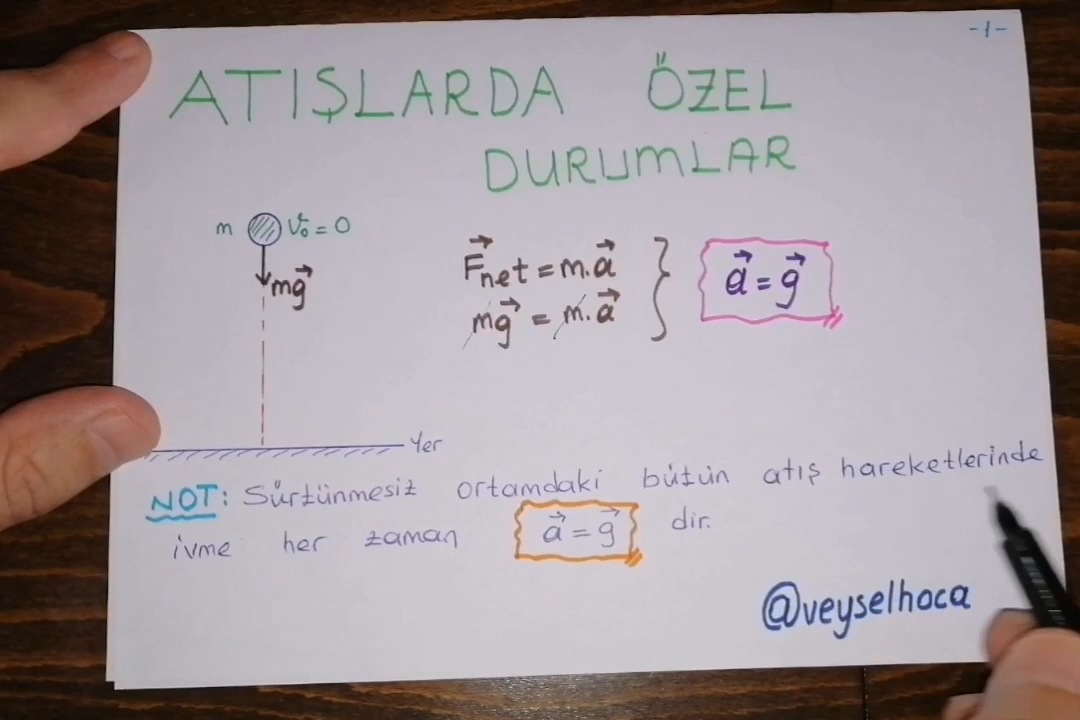 -1-
ATIŞLARDA ÖZEL
DURUMLAR
m V₀ = 0
mg⃗
F⃗net = m.a⃗
mg⃗ = m.a⃗
a⃗ = g⃗
Yer
NOT: Sürtünmesiz ortamdaki bütün atış hareketlerinde
ivme her zaman a⃗ = g⃗ dir.
@veyselhoca